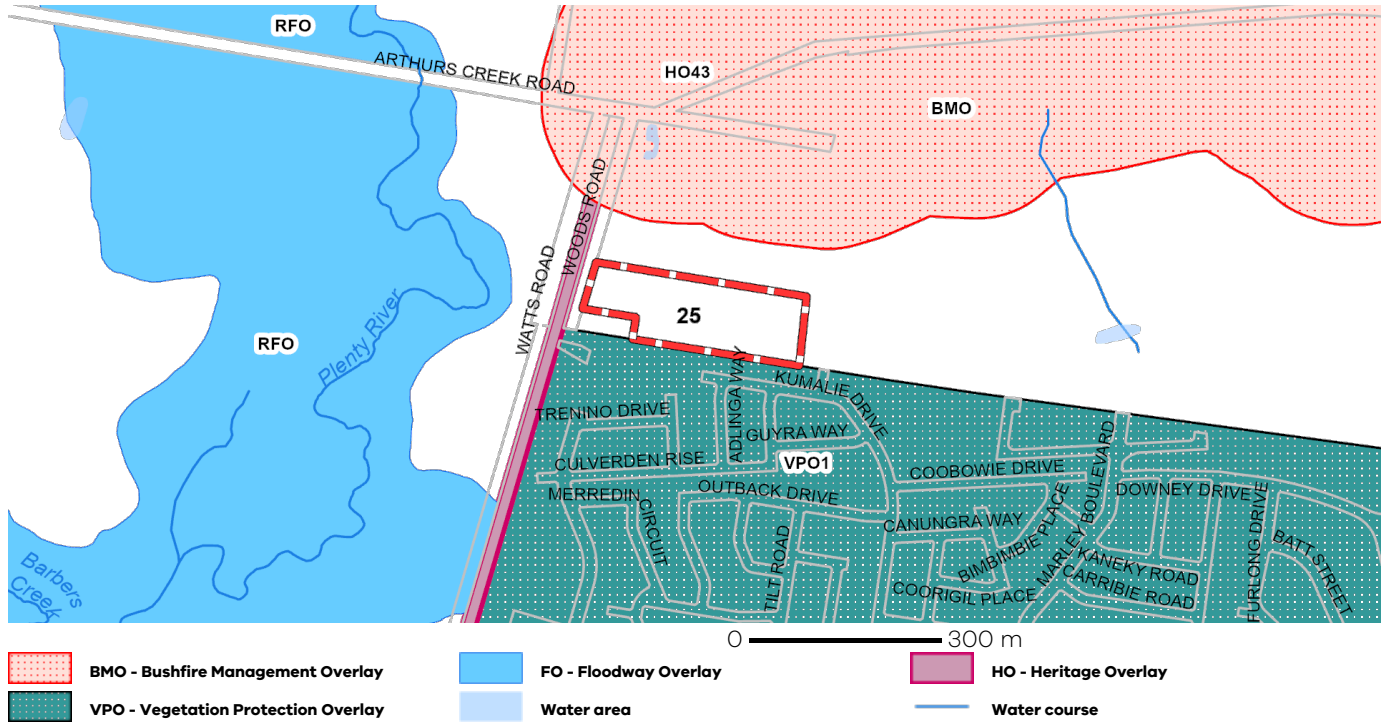 RFO
ARTHURS CREEK ROAD
HO43
BMO
WOODS ROAD
WATTS ROAD
Plenty River
RFO
25
ADLINGA WAY
KUMALIE DRIVE
TRENINO DRIVE
GUYRA WAY
CULVERDEN RISE
VPO1
COOBOWIE DRIVE
MERREDIN CIRCUIT
OUTBACK DRIVE
DOWNEY DRIVE
MARLEY BOULEVARD
CANUNGRA WAY
BIMBIMBIE PLACE
FURLONG DRIVE
BATT STREET
TILT ROAD
KANEKY ROAD
CARRIBIE ROAD
COORIGIL PLACE
Barbers
Creek
0 300 m
BMO - Bushfire Management Overlay
FO - Floodway Overlay
HO - Heritage Overlay
VPO - Vegetation Protection Overlay
Water area
Water course